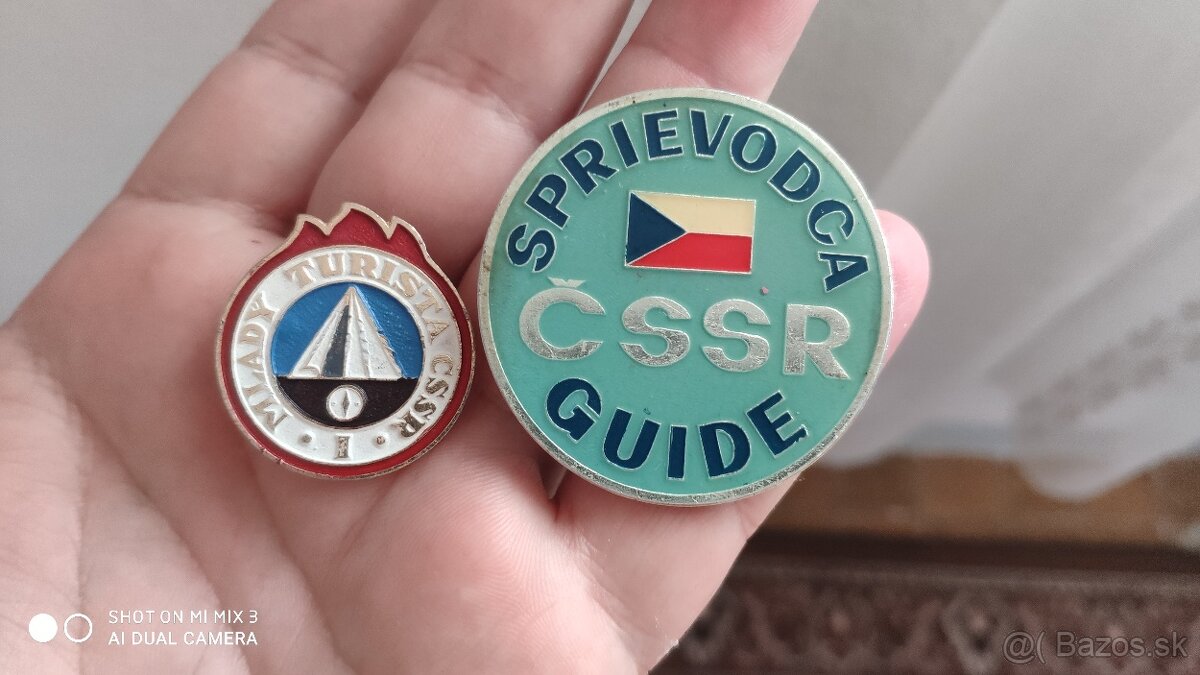 MLADÝ TURISTA ČSSR
I
SPRIEVODCA
ČSSR
GUIDE
SHOT ON MI MIX 3
AI DUAL CAMERA
@( Bazos.sk